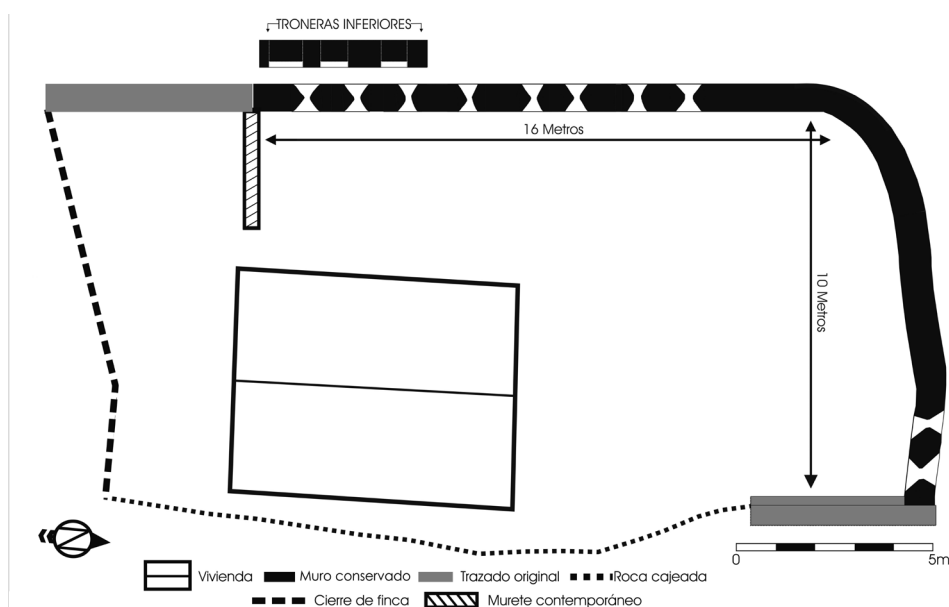 TRONERAS INFERIORES
16 Metros
10 Metros
N
0 5m
Vivienda Muro conservado Trazado original Roca cajeada
Cierre de finca Murete contemporáneo